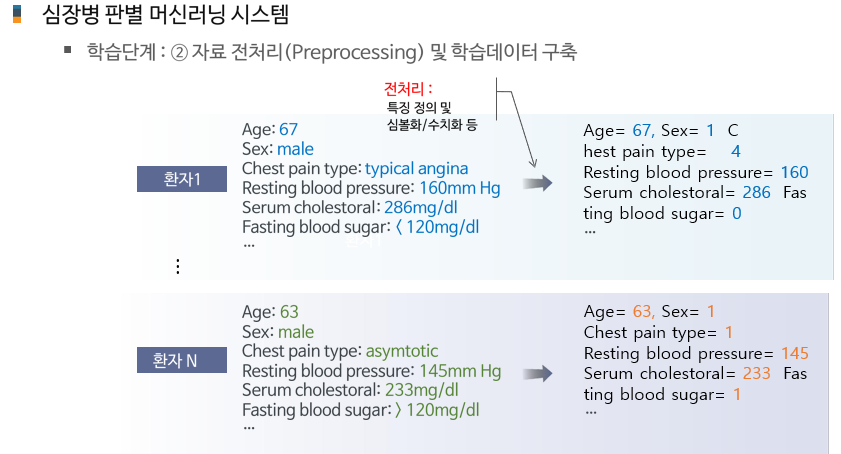 심장병 판별 머신러닝 시스템
학습단계 : ② 자료 전처리(Preprocessing) 및 학습데이터 구축
전처리 :
특징 정의 및
심볼화/수치화 등
환자1
Age: 67
Sex: male
Chest pain type: typical angina
Resting blood pressure: 160mm Hg
Serum cholestoral: 286mg/dl
Fasting blood sugar: < 120mg/dl
...
Age= 67, Sex= 1 C
hest pain type= 4
Resting blood pressure= 160
Serum cholestoral= 286 Fas
ting blood sugar= 0
...
⋮
환자 N
Age: 63
Sex: male
Chest pain type: asymtotic
Resting blood pressure: 145mm Hg
Serum cholestoral: 233mg/dl
Fasting blood sugar: > 120mg/dl
...
Age= 63, Sex= 1
Chest pain type= 1
Resting blood pressure= 145
Serum cholestoral= 233 Fas
ting blood sugar= 1
...